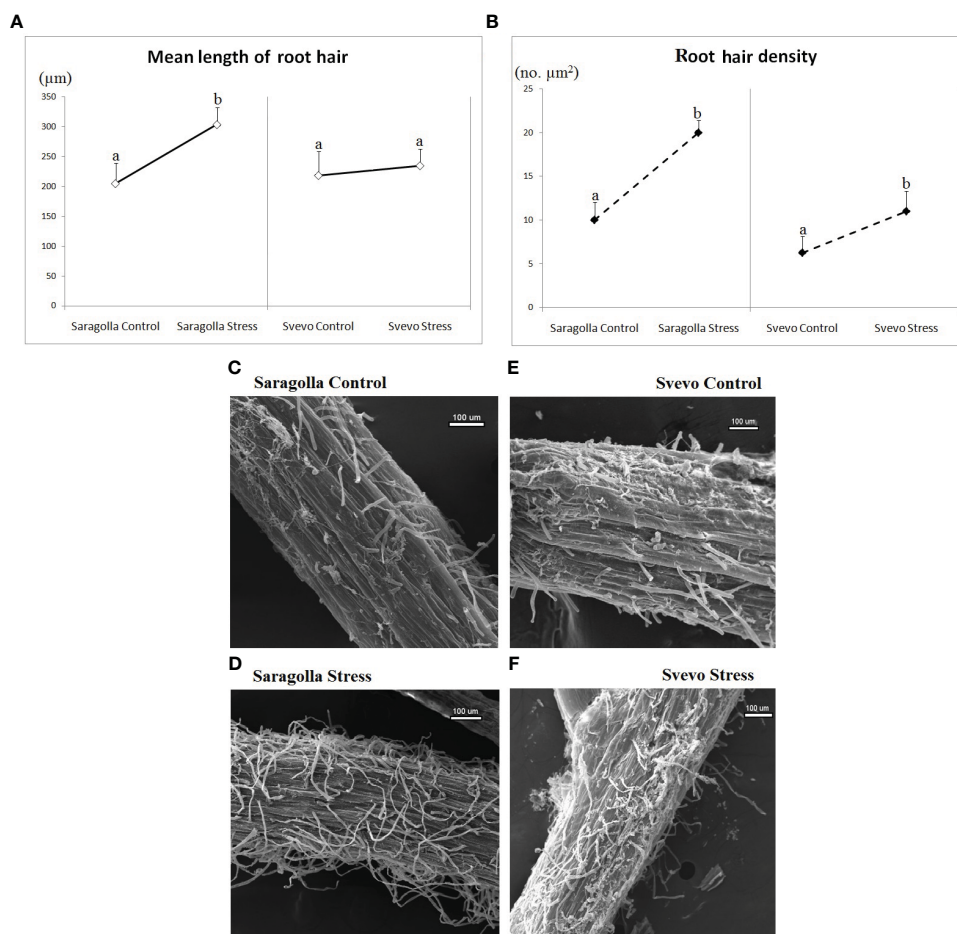 A
Mean length of root hair
(µm)
350
300
250
200
150
100
50
0
a
b
a
a
Saragolla Control
Saragolla Stress
Svevo Control
Svevo Stress
B
Root hair density
(no. µm²)
25
20
15
10
5
0
a
b
a
b
Saragolla Control
Saragolla Stress
Svevo Control
Svevo Stress
C
Saragolla Control
100 um
E
Svevo Control
100 um
D
Saragolla Stress
100 um
F
Svevo Stress
100 um